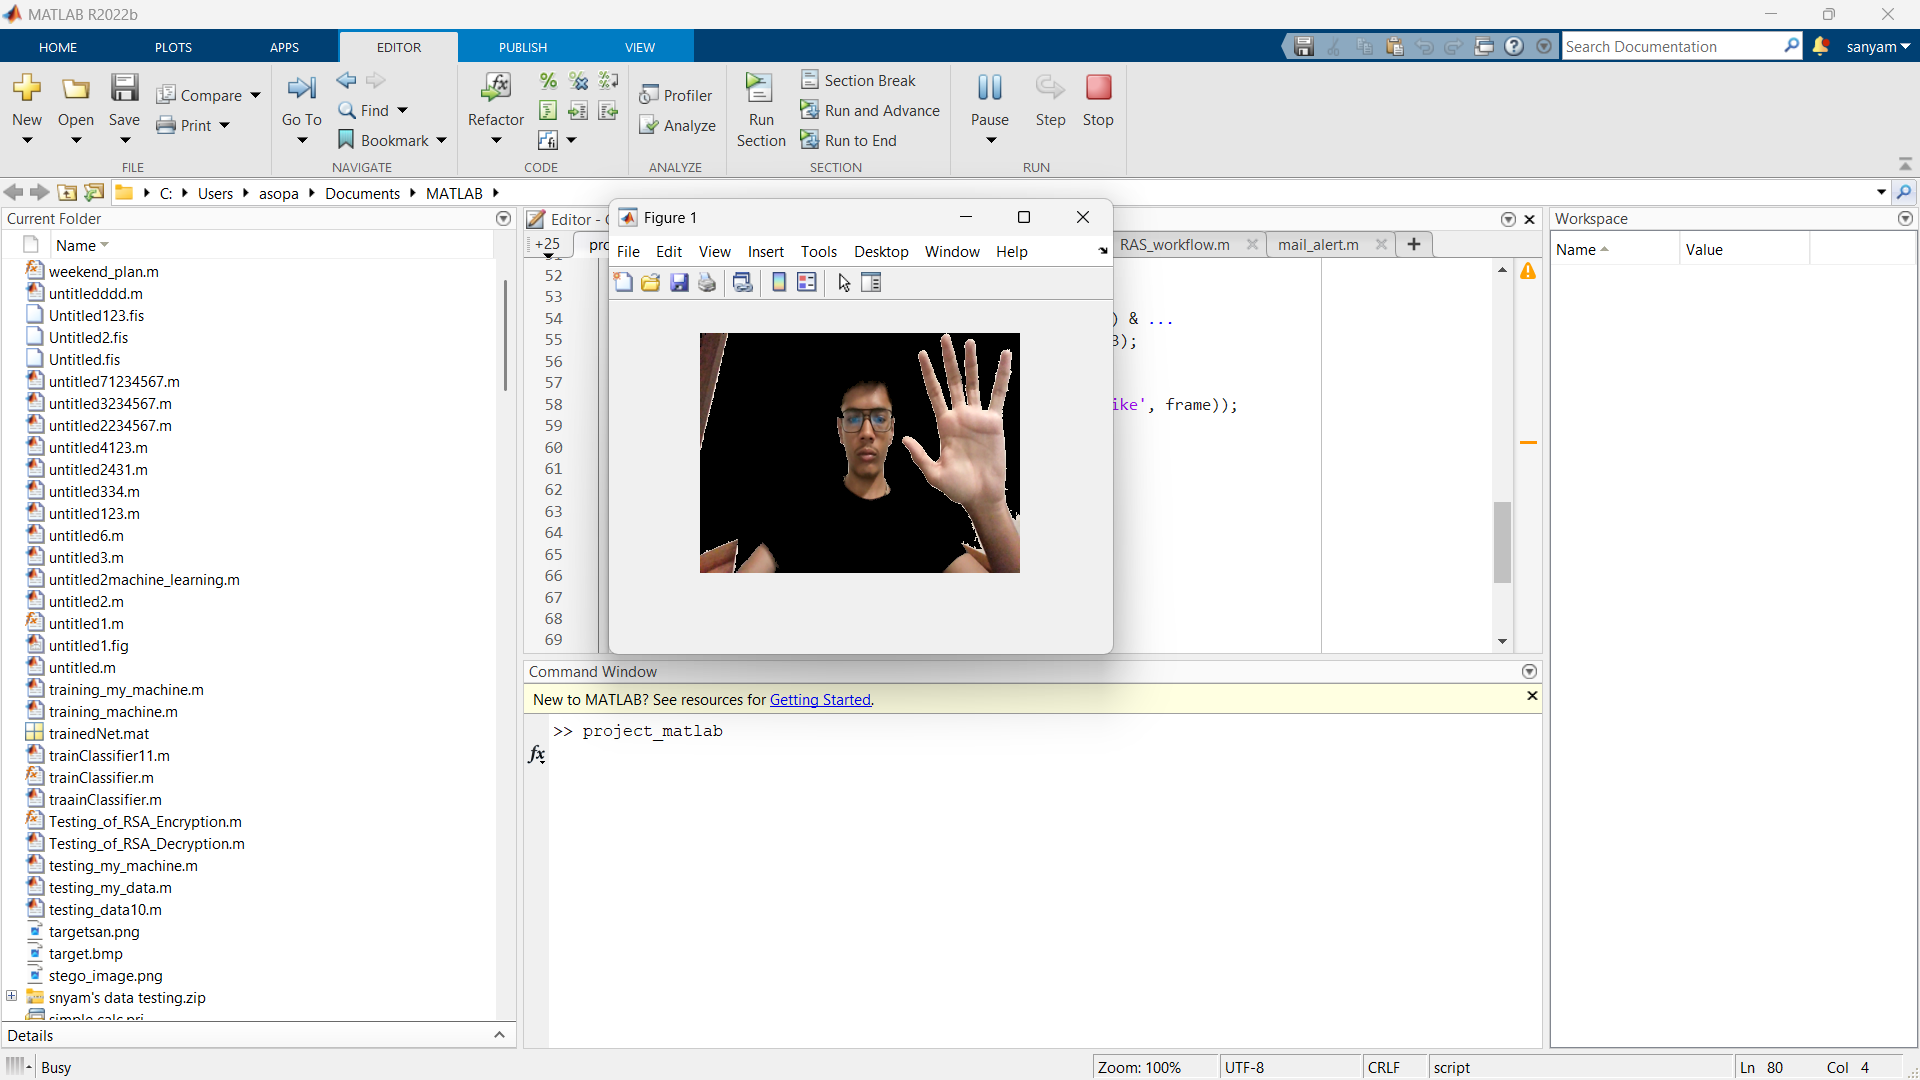 MATLAB R2022b
HOME PLOTS APPS EDITOR PUBLISH VIEW
Search Documentation
sanyam
New Open Save Compare Print
FILE
Go To Find Bookmark
NAVIGATE
Refactor
CODE
Profiler Analyze
ANALYZE
Run Section Section Break Run and Advance Run to End
SECTION
Pause Step Stop
RUN
C: Users asopa Documents MATLAB
Current Folder
Name
weekend_plan.m
untitledddd.m
Untitled123.fis
Untitled2.fis
Untitled.fis
untitled71234567.m
untitled3234567.m
untitled2234567.m
untitled4123.m
untitled2431.m
untitled334.m
untitled123.m
untitled6.m
untitled3.m
untitled2machine_learning.m
untitled2.m
untitled1.m
untitled1.fig
untitled.m
training_my_machine.m
training_machine.m
trainedNet.mat
trainClassifier11.m
trainClassifier.m
traainClassifier.m
Testing_of_RSA_Encryption.m
Testing_of_RSA_Decryption.m
testing_my_machine.m
testing_my_data.m
testing_data10.m
targetsan.png
target.bmp
stego_image.png
snyam's data testing.zip
Details
Editor -
+25 RAS_workflow.m mail_alert.m
52
53
54 ) & ...
55 3);
56
57
58 ike', frame));
59
60
61
62
63
64
65
66
67
68
69
Figure 1
File Edit View Insert Tools Desktop Window Help
Command Window
New to MATLAB? See resources for Getting Started.
>> project_matlab
fx
Workspace
Name Value
Busy
Zoom: 100% UTF-8 CRLF script Ln 80 Col 4